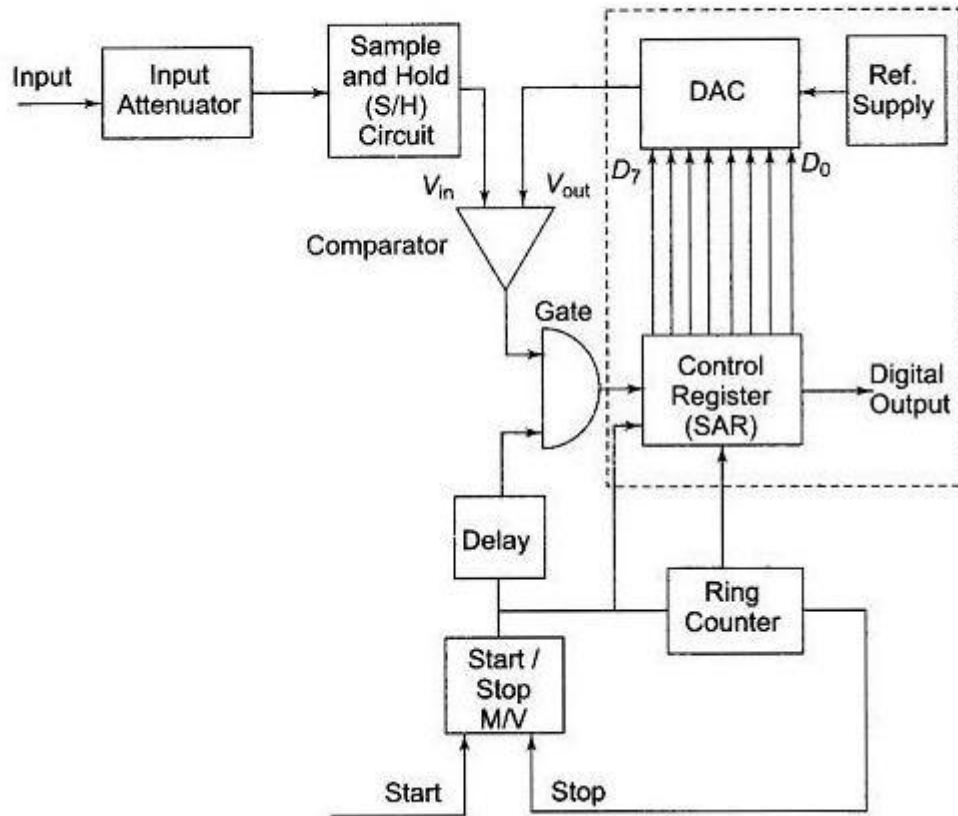 Input
Input
Attenuator
Sample
and Hold
(S/H)
Circuit
DAC
Ref.
Supply
D7
D0
Vin
Vout
Comparator
Gate
Control
Register
(SAR)
Digital
Output
Delay
Ring
Counter
Start /
Stop
M/V
Start
Stop